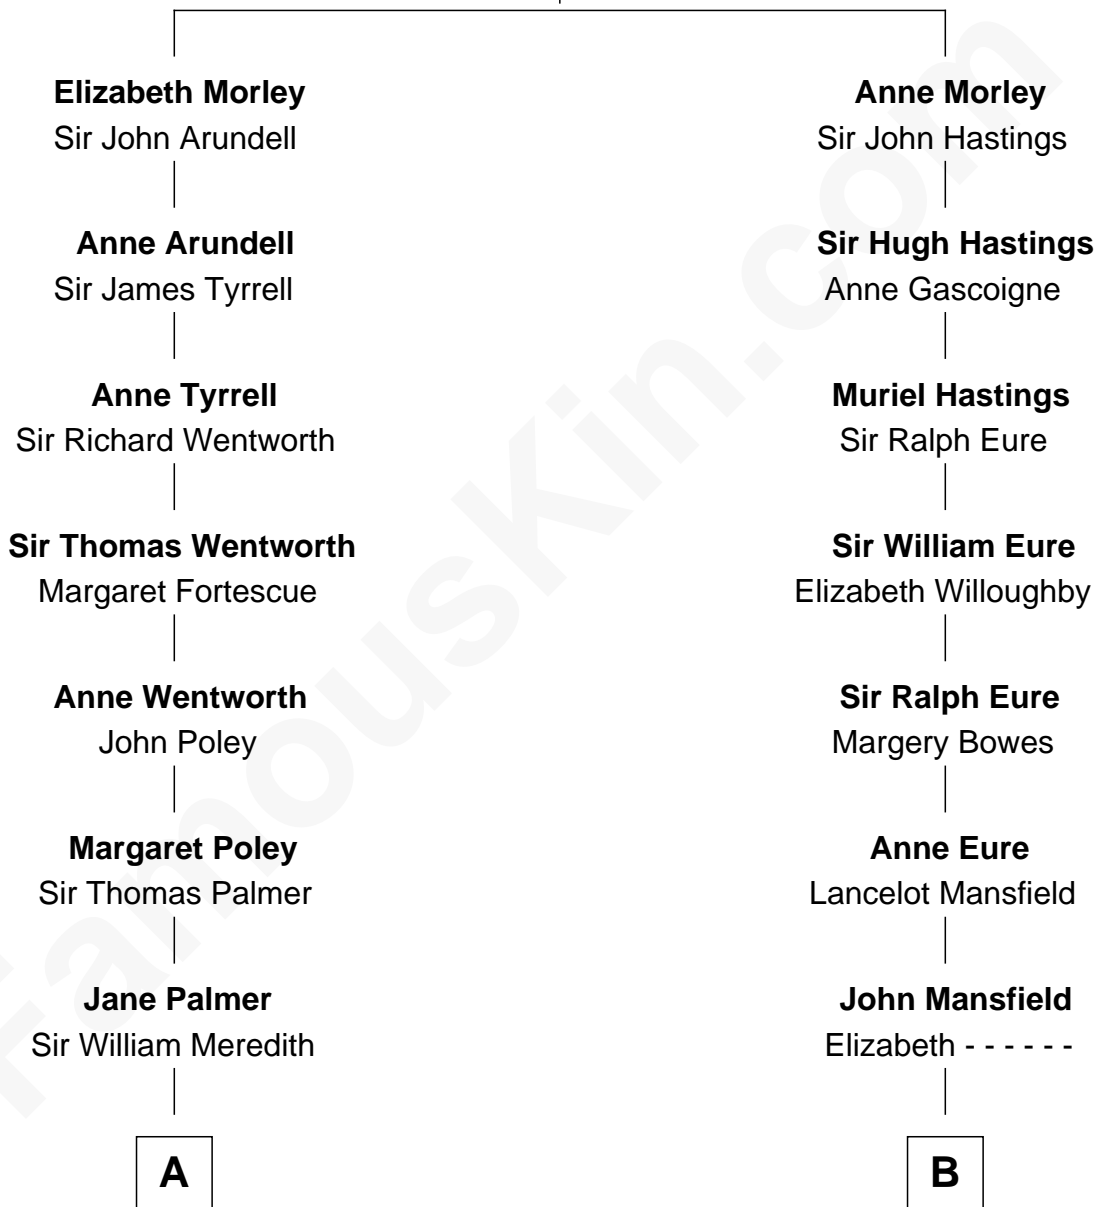 Elizabeth Morley
Sir John Arundell
Anne Arundell
Sir James Tyrrell
Anne Tyrrell
Sir Richard Wentworth
Sir Thomas Wentworth
Margaret Fortescue
Anne Wentworth
John Poley
Margaret Poley
Sir Thomas Palmer
Jane Palmer
Sir William Meredith
A
Anne Morley
Sir John Hastings
Sir Hugh Hastings
Anne Gascoigne
Muriel Hastings
Sir Ralph Eure
Sir William Eure
Elizabeth Willoughby
Sir Ralph Eure
Margery Bowes
Anne Eure
Lancelot Mansfield
John Mansfield
Elizabeth - - - - - -
B
FamousKin.com